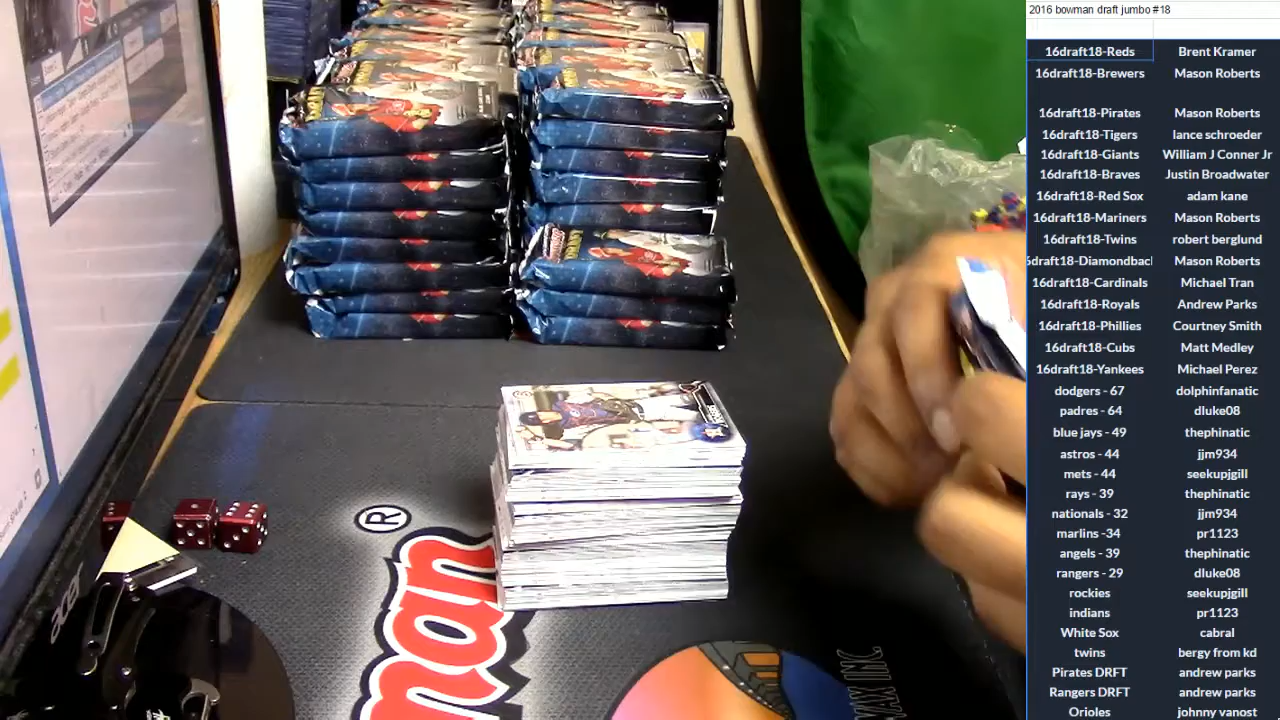 2016 bowman draft jumbo #18
16draft18-Reds Brent Kramer
16draft18-Brewers Mason Roberts
16draft18-Pirates Mason Roberts
16draft18-Tigers lance schroeder
16draft18-Giants William J Conner Jr
16draft18-Braves Justin Broadwater
16draft18-Red Sox adam kane
16draft18-Mariners Mason Roberts
16draft18-Twins robert berglund
6draft18-Diamondbacl Mason Roberts
16draft18-Cardinals Michael Tran
16draft18-Royals Andrew Parks
16draft18-Phillies Courtney Smith
16draft18-Cubs Matt Medley
16draft18-Yankees Michael Perez
dodgers - 67 dolphinfinatic
padres - 64 dluke08
blue jays - 49 thephinatic
astros - 44 jjm934
mets - 44 seekupjgill
rays - 39 thephinatic
nationals - 32 jjm934
marlins -34 pr1123
angels - 39 thephinatic
rangers - 29 dluke08
rockies seekupjgill
indians pr1123
White Sox cabral
twins bergy from kd
Pirates DRFT andrew parks
Rangers DRFT andrew parks
Orioles johnny vanost
DRAFT
®
man
acer
WAX INC